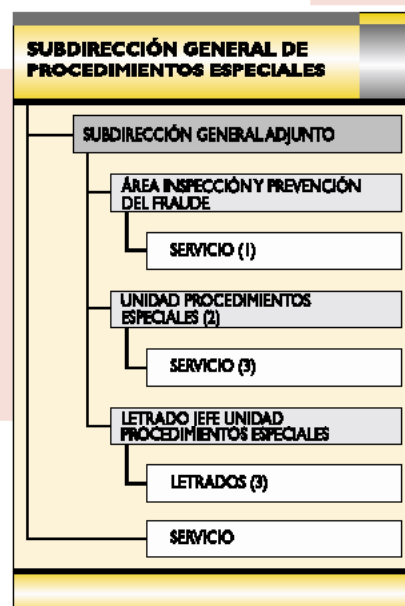 SUBDIRECCIÓN GENERAL DE
PROCEDIMIENTOS ESPECIALES
SUBDIRECCIÓN GENERAL ADJUNTO
ÁREA INSPECCIÓN Y PREVENCIÓN
DEL FRAUDE
SERVICIO (1)
UNIDAD PROCEDIMIENTOS
ESPECIALES (2)
SERVICIO (3)
LETRADO JEFE UNIDAD
PROCEDIMIENTOS ESPECIALES
LETRADOS (3)
SERVICIO